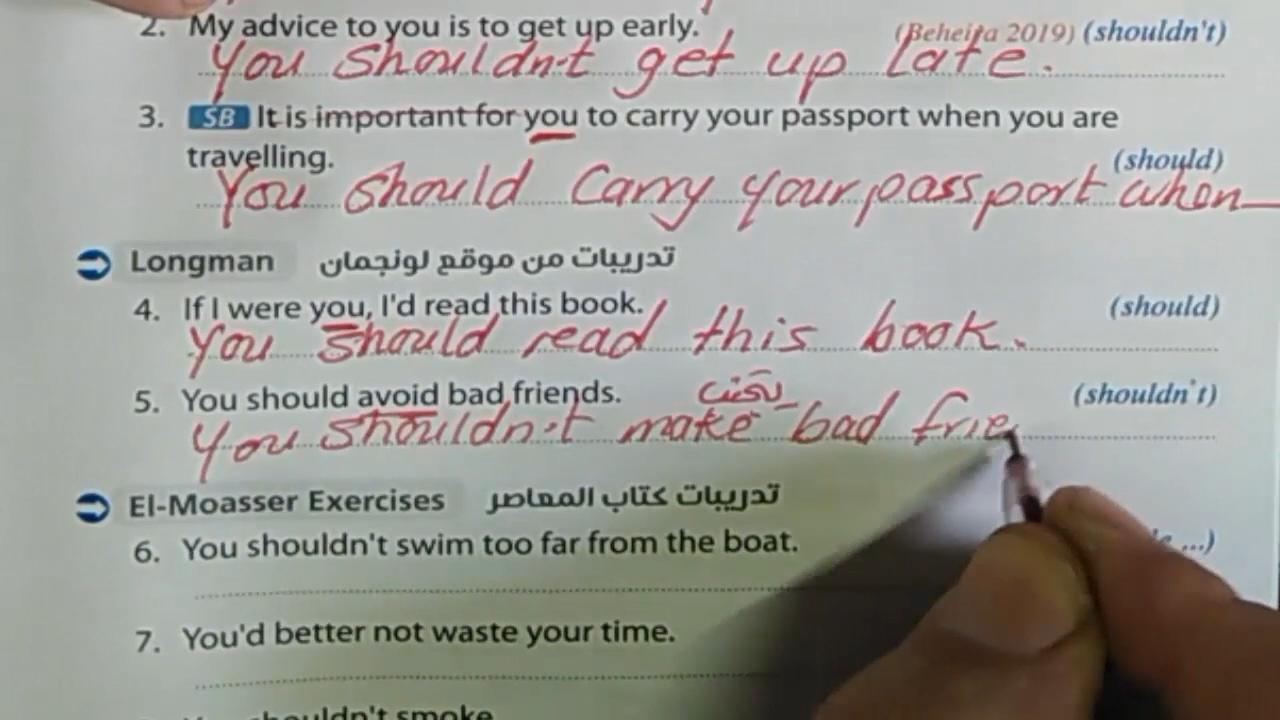 2. My advice to you is to get up early. (Beheira 2019) (shouldn't)
You shouldn't get up late.
3. SB It is important for you to carry your passport when you are
travelling. (should)
You should carry your passport when
Longman تدريبات من موقع لونجمان
4. If I were you, I'd read this book. (should)
You should read this book.
5. You should avoid bad friends. (shouldn't)
You shouldn't make bad frie
El-Moasser Exercises تدريبات كتاب المعاصر
6. You shouldn't swim too far from the boat. ...)
7. You'd better not waste your time.
shouldn't smoke